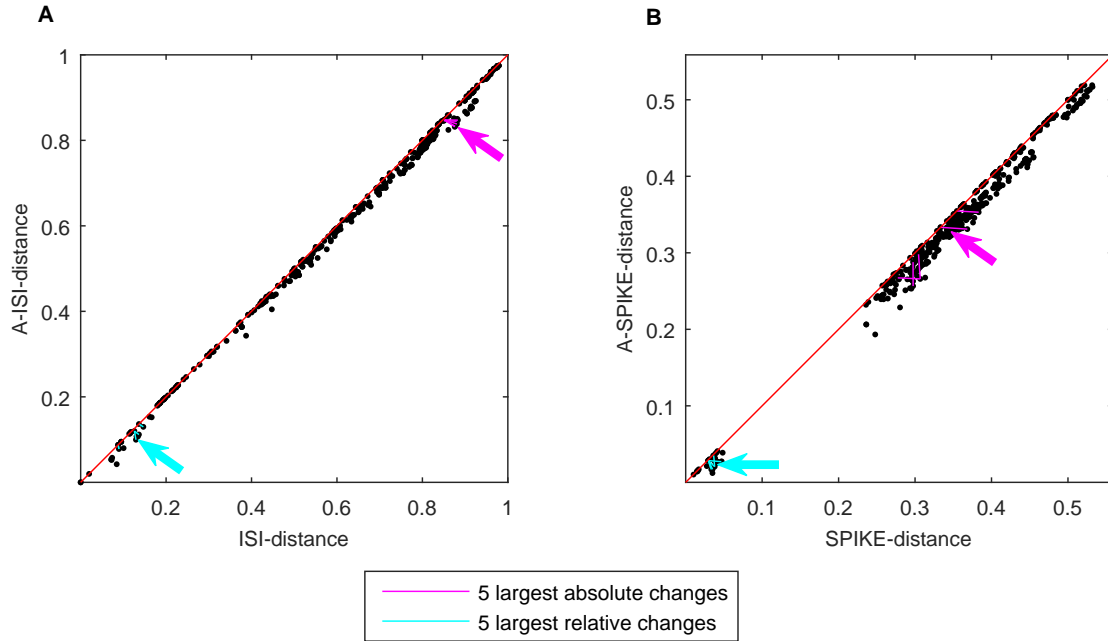 A
B
1
0.8
0.6
0.4
0.2
A-ISI-distance
0.2
0.4
0.6
0.8
1
ISI-distance
0.5
0.4
0.3
0.2
0.1
A-SPIKE-distance
0.1
0.2
0.3
0.4
0.5
SPIKE-distance
5 largest absolute changes
5 largest relative changes